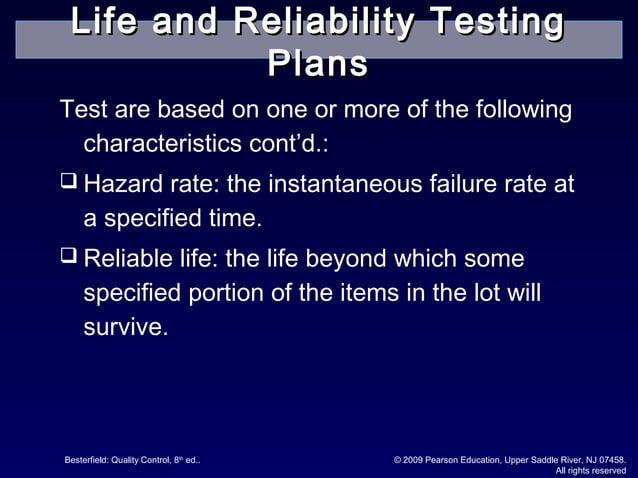 Life and Reliability Testing
Plans
Test are based on one or more of the following
characteristics cont’d.:
❑ Hazard rate: the instantaneous failure rate at
a specified time.
❑ Reliable life: the life beyond which some
specified portion of the items in the lot will
survive.
Besterfield: Quality Control, 8th ed..
© 2009 Pearson Education, Upper Saddle River, NJ 07458.
All rights reserved